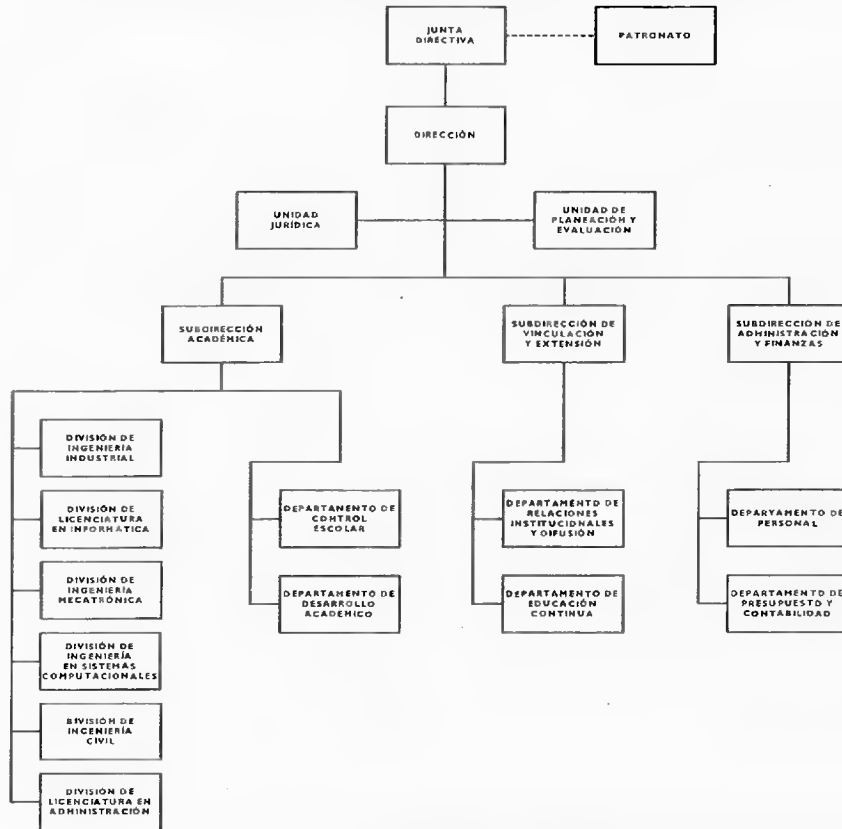 JUNTA
DIRECTIVA
PATRONATO
DIRECCIÓN
UNIDAD
JURÍDICA
UNIDAD DE
PLANEACIÓN Y
EVALUACIÓN
SUBDIRECCIÓN
ACADÉMICA
SUBDIRECCIÓN DE
VINCULACIÓN
Y EXTENSIÓN
SUBDIRECCIÓN DE
ADMINISTRACIÓN
Y FINANZAS
DIVISIÓN DE
INGENIERÍA
INDUSTRIAL
DIVISIÓN DE
LICENCIATURA
EN INFORMÁTICA
DIVISIÓN DE
INGENIERÍA
MECATRÓNICA
DIVISIÓN DE
INGENIERÍA
EN SISTEMAS
COMPUTACIONALES
DIVISIÓN DE
INGENIERÍA
CIVIL
DIVISIÓN DE
LICENCIATURA EN
ADMINISTRACIÓN
DEPARTAMENTO DE
CONTROL
ESCOLAR
DEPARTAMENTO DE
DESARROLLO
ACADÉMICO
DEPARTAMENTO DE
RELACIONES
INSTITUCIONALES
Y DIFUSIÓN
DEPARTAMENTO DE
EDUCACIÓN
CONTINUA
DEPARYAMENTO DE
PERSONAL
DEPARTAMENTO DE
PRESUPUESTO Y
CONTABILIDAD